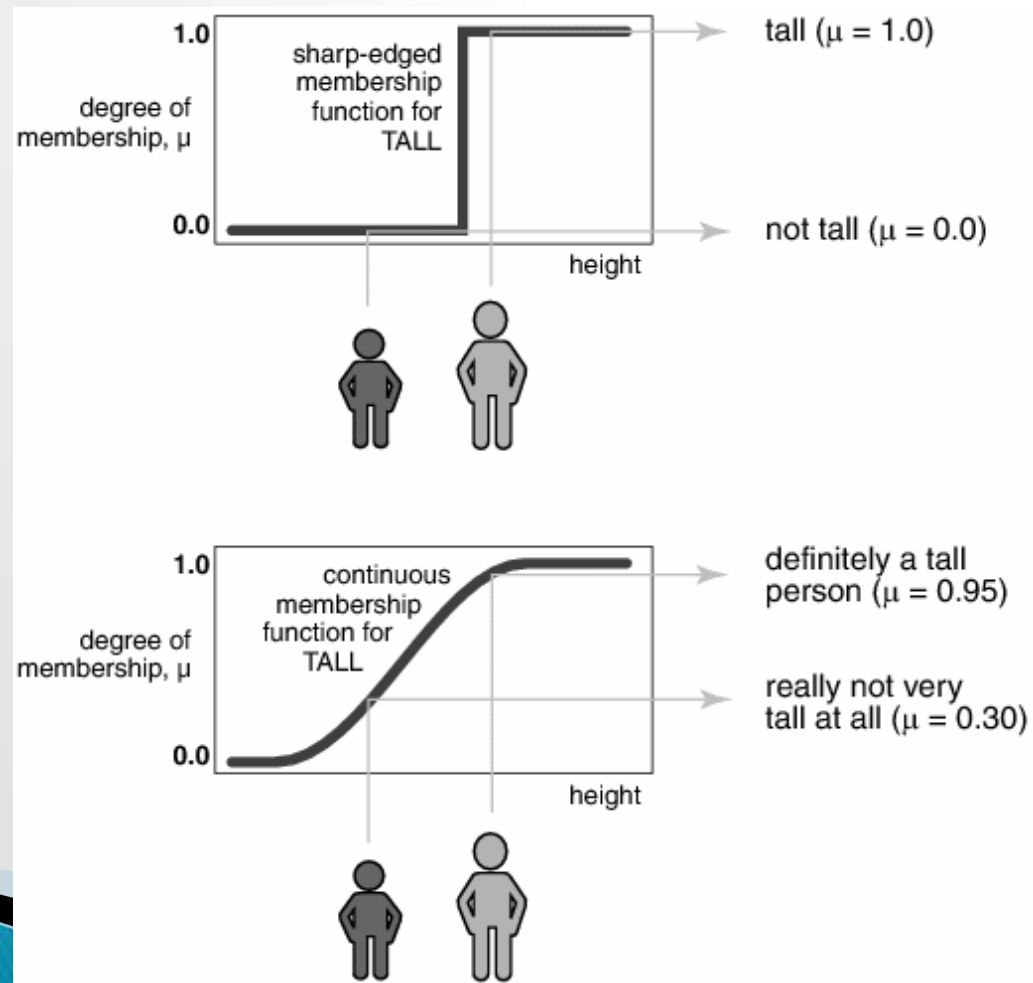 1.0
sharp-edged
membership
function for
TALL
degree of
membership, μ
0.0
height
tall (μ = 1.0)
not tall (μ = 0.0)
1.0
continuous
membership
function for
TALL
degree of
membership, μ
0.0
height
definitely a tall
person (μ = 0.95)
really not very
tall at all (μ = 0.30)